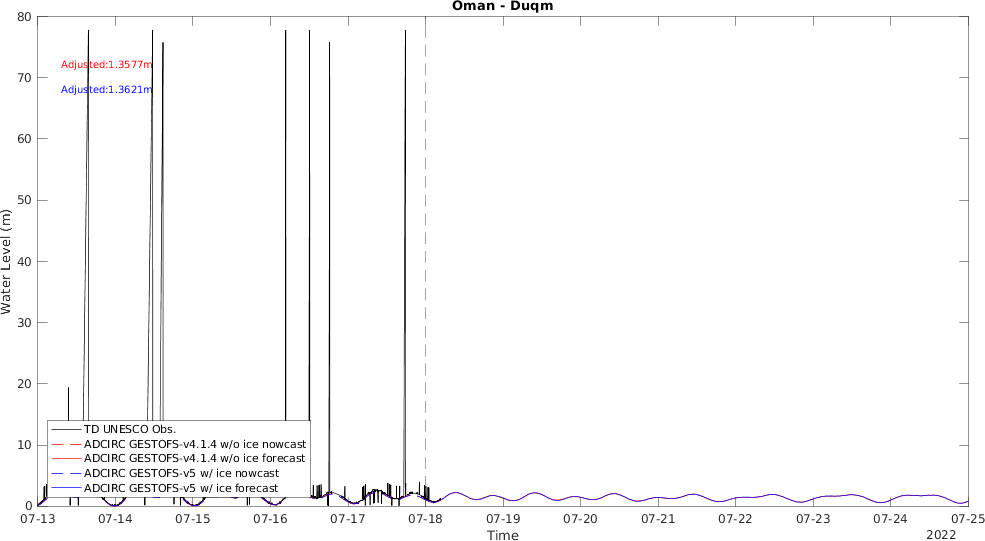 Oman - Duqm
80
70
60
50
40
30
20
10
0
Water Level (m)
Adjusted:1.3577m
Adjusted:1.3621m
TD UNESCO Obs.
ADCIRC GESTOFS-v4.1.4 w/o ice nowcast
ADCIRC GESTOFS-v4.1.4 w/o ice forecast
ADCIRC GESTOFS-v5 w/ ice nowcast
ADCIRC GESTOFS-v5 w/ ice forecast
07-13 07-14 07-15 07-16 07-17 07-18 07-19 07-20 07-21 07-22 07-23 07-24 07-25
Time
2022